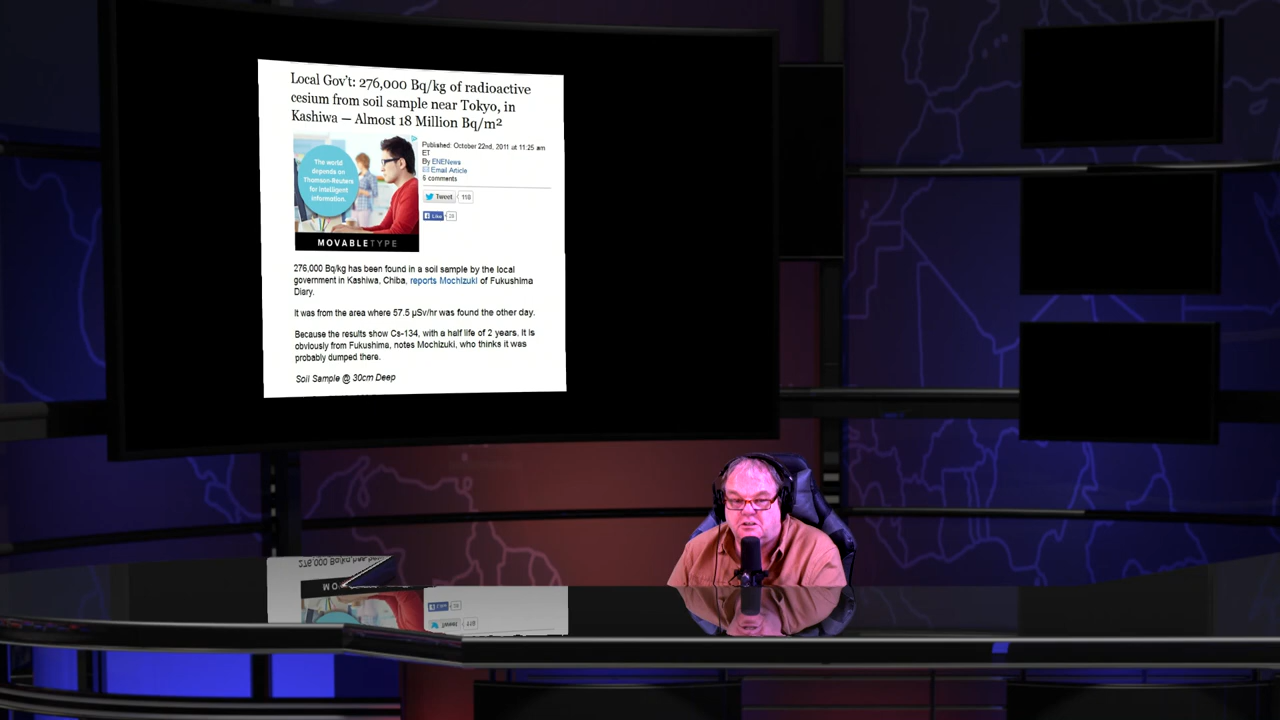 Local Gov't: 276,000 Bq/kg of radioactive
cesium from soil sample near Tokyo, in
Kashiwa — Almost 18 Million Bq/m²
The world
depends on
Thomson-Reuters
for intelligent
information.
MOVABLETYPE
Published: October 22nd, 2011 at 11:25 am
ET
By ENENews
Email Article
6 comments
Tweet 110
Like 28
276,000 Bq/kg has been found in a soil sample by the local
government in Kashiwa, Chiba, reports Mochizuki of Fukushima
Diary.
It was from the area where 57.5 µSv/hr was found the other day.
Because the results show Cs-134, with a half life of 2 years, It is
obviously from Fukushima, notes Mochizuki, who thinks it was
probably dumped there.
Soil Sample @ 30cm Deep